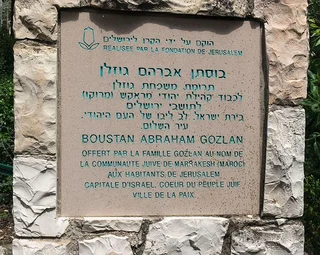 הוקם על ידי הקרן לירושלים
REALISÉE PAR LA FONDATION DE JERUSALEM
בוסתן אברהם גוזלן
תרומת משפחת גוזלן
לכבוד קהילת יהודי מראקש (מרוקו)
לתושבי ירושלים
בירת ישראל, לב ליבו של העם היהודי,
עיר השלום.
BOUSTAN ABRAHAM GOZLAN
OFFERT PAR LA FAMILLE GOZLAN AU NOM DE
LA COMMUNAUTE JUIVE DE MARRAKESH (MAROC)
AUX HABITANTS DE JERUSALEM,
CAPITALE D'ISRAEL, COEUR DU PEUPLE JUIF,
VILLE DE LA PAIX.